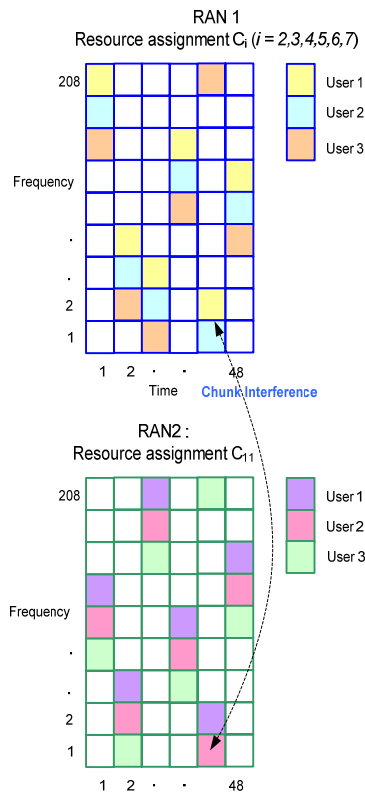 RAN 1
Resource assignment Ci (i = 2,3,4,5,6,7)
208
User 1
User 2
User 3
Frequency
.
.
2
1
1 2 . . 48
Time
Chunk Interference
RAN2 :
Resource assignment C11
208
User 1
User 2
User 3
Frequency
.
.
2
1
1 2 . . 48